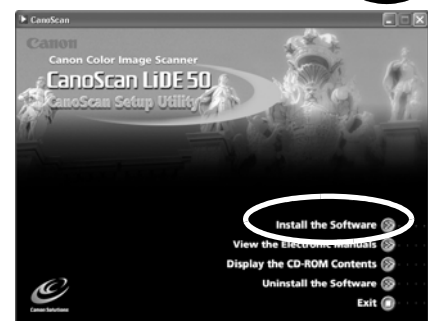 CanoScan
Canon
Canon Color Image Scanner
CanoScan LiDE 50
CanoScan Setup Utility
Install the Software
View the Electronic Manuals
Display the CD-ROM Contents
Uninstall the Software
Exit
Canon Solutions